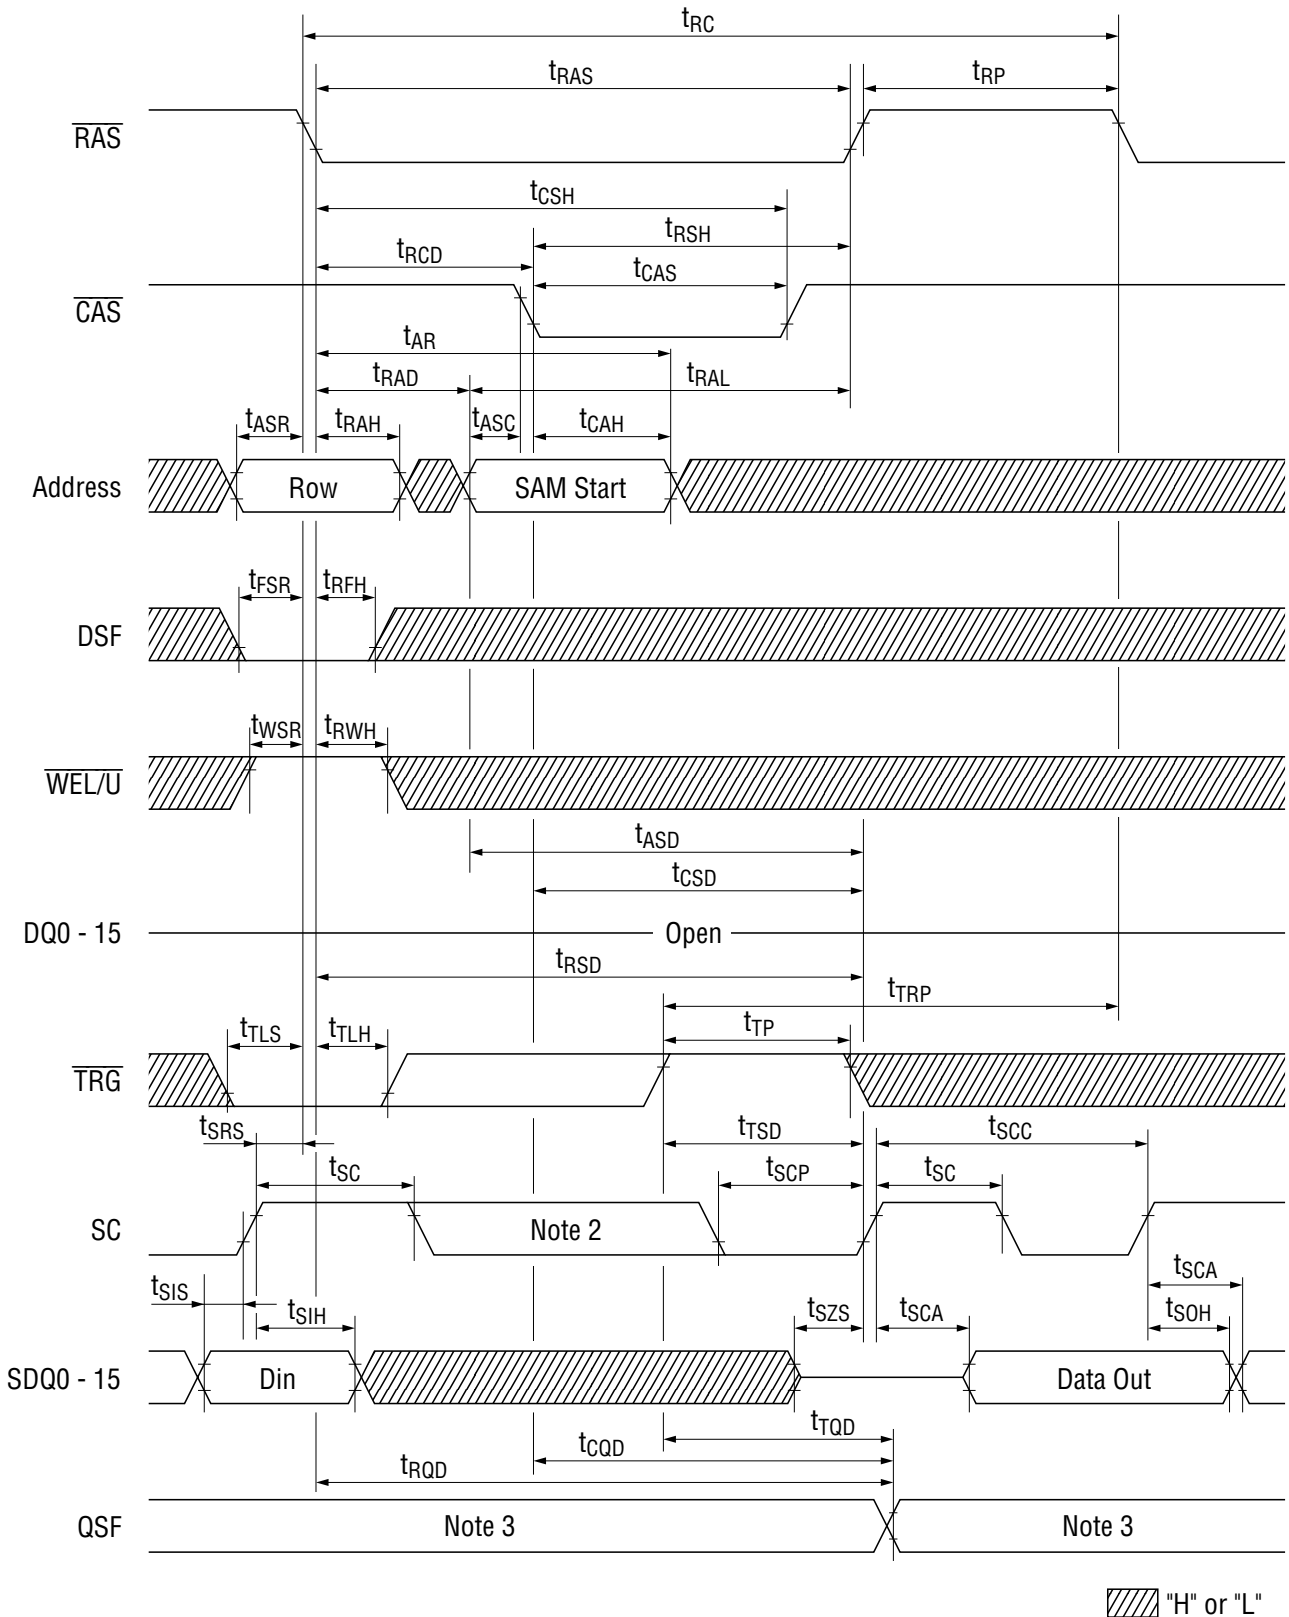 tRC
tRAS tRP
RAS
tCSH
tRSH
tRCD
tCAS
CAS
tAR
tRAD tRAL
tASR tRAH tASC tCAH
Address Row SAM Start
tFSR tRFH
DSF
tWSR tRWH
WEL/U
tASD
tCSD
DQ0 - 15 Open
tRSD
tTRP
tTLS tTLH tTP
TRG
tSRS tTSD tSCC
tSC tSCP tSC
SC Note 2
tSIS tSCA
tSIH tSZS tSCA tSOH
SDQ0 - 15 Din Data Out
tTQD
tCQD
tRQD
QSF Note 3 Note 3
"H" or "L"